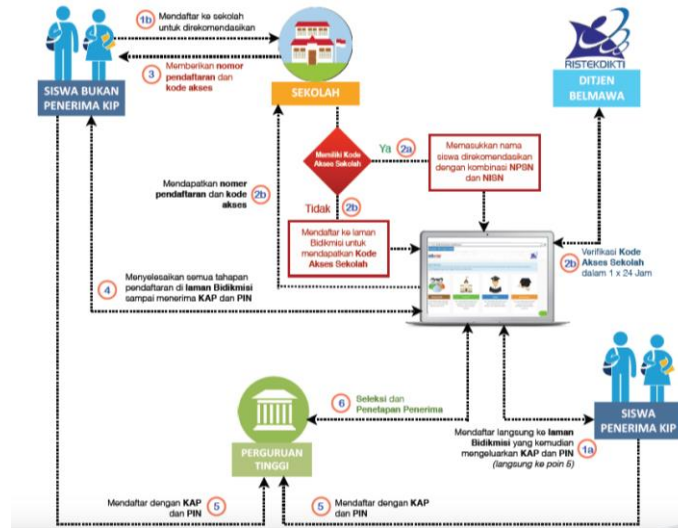 1b Mendaftar ke sekolah
untuk direkomendasikan
3 Memberikan nomor
pendaftaran dan
kode akses
SISWA BUKAN
PENERIMA KIP
SEKOLAH
RISTEKDIKTI
DITJEN
BELMAWA
Memiliki Kode
Akses Sekolah
Ya 2a
Memasukkan nama
siswa direkomendasikan
dengan kombinasi NPSN
dan NISN
Mendapatkan nomer
pendaftaran dan kode
akses
2b
Tidak 2b
Mendaftar ke laman
Bidikmisi untuk
mendapatkan Kode
Akses Sekolah
2b Verifikasi Kode
Akses Sekolah
dalam 1 x 24 Jam
4 Menyelesaikan semua tahapan
pendaftaran di laman Bidikmisi
sampai menerima KAP dan PIN
6 Seleksi dan
Penetapan Penerima
PERGURUAN
TINGGI
Mendaftar langsung ke laman
Bidikmisi yang kemudian
mengeluarkan KAP dan PIN
(langsung ke poin 5)
1a
SISWA
PENERIMA KIP
Mendaftar dengan KAP
dan PIN
5
5 Mendaftar dengan KAP
dan PIN